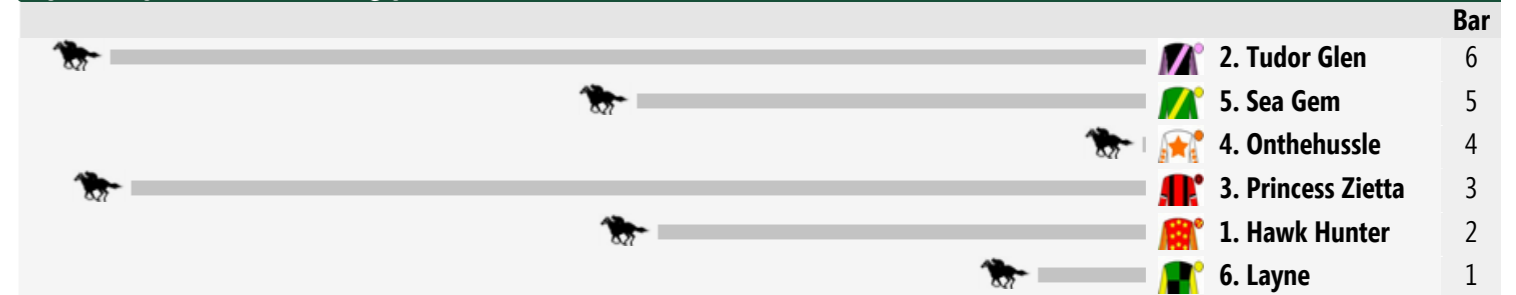 Bar
2. Tudor Glen 6
5. Sea Gem 5
4. Onthehussle 4
3. Princess Zietta 3
1. Hawk Hunter 2
6. Layne 1